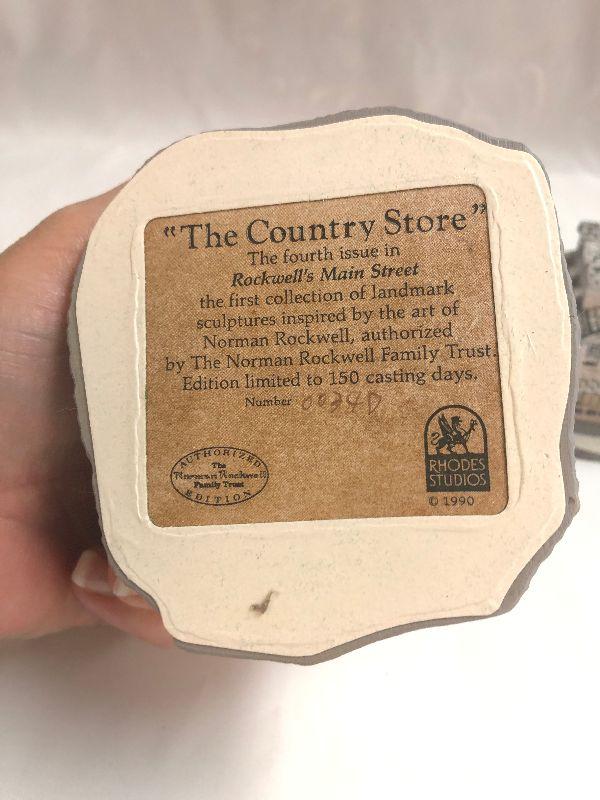 “The Country Store”
The fourth issue in
Rockwell's Main Street
the first collection of landmark
sculptures inspired by the art of
Norman Rockwell, authorized
by The Norman Rockwell Family Trust.
Edition limited to 150 casting days.
Number 0034D
AUTHORIZED
The
Norman Rockwell
Family Trust
EDITION
RHODES
STUDIOS
© 1990